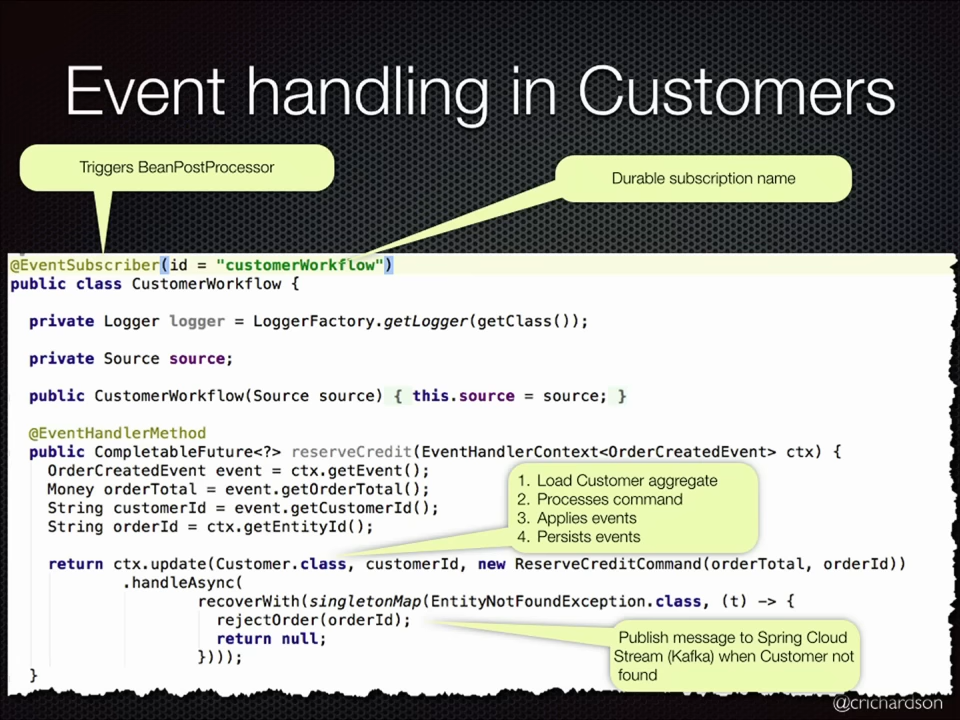 Event handling in Customers
Triggers BeanPostProcessor
Durable subscription name
@EventSubscriber(id = "customerWorkflow")
public class CustomerWorkflow {
private Logger logger = LoggerFactory.getLogger(getClass());
private Source source;
public CustomerWorkflow(Source source) { this.source = source; }
@EventHandlerMethod
public CompletableFuture<?> reserveCredit(EventHandlerContext<OrderCreatedEvent> ctx) {
OrderCreatedEvent event = ctx.getEvent();
Money orderTotal = event.getOrderTotal();
String customerId = event.getCustomerId();
String orderId = ctx.getEntityId();
1. Load Customer aggregate
2. Processes command
3. Applies events
4. Persists events
return ctx.update(Customer.class, customerId, new ReserveCreditCommand(orderTotal, orderId))
.handleAsync(
recoverWith(singletonMap(EntityNotFoundException.class, (t) -> {
rejectOrder(orderId);
return null;
})));
}
Publish message to Spring Cloud
Stream (Kafka) when Customer not
found
@crichardson